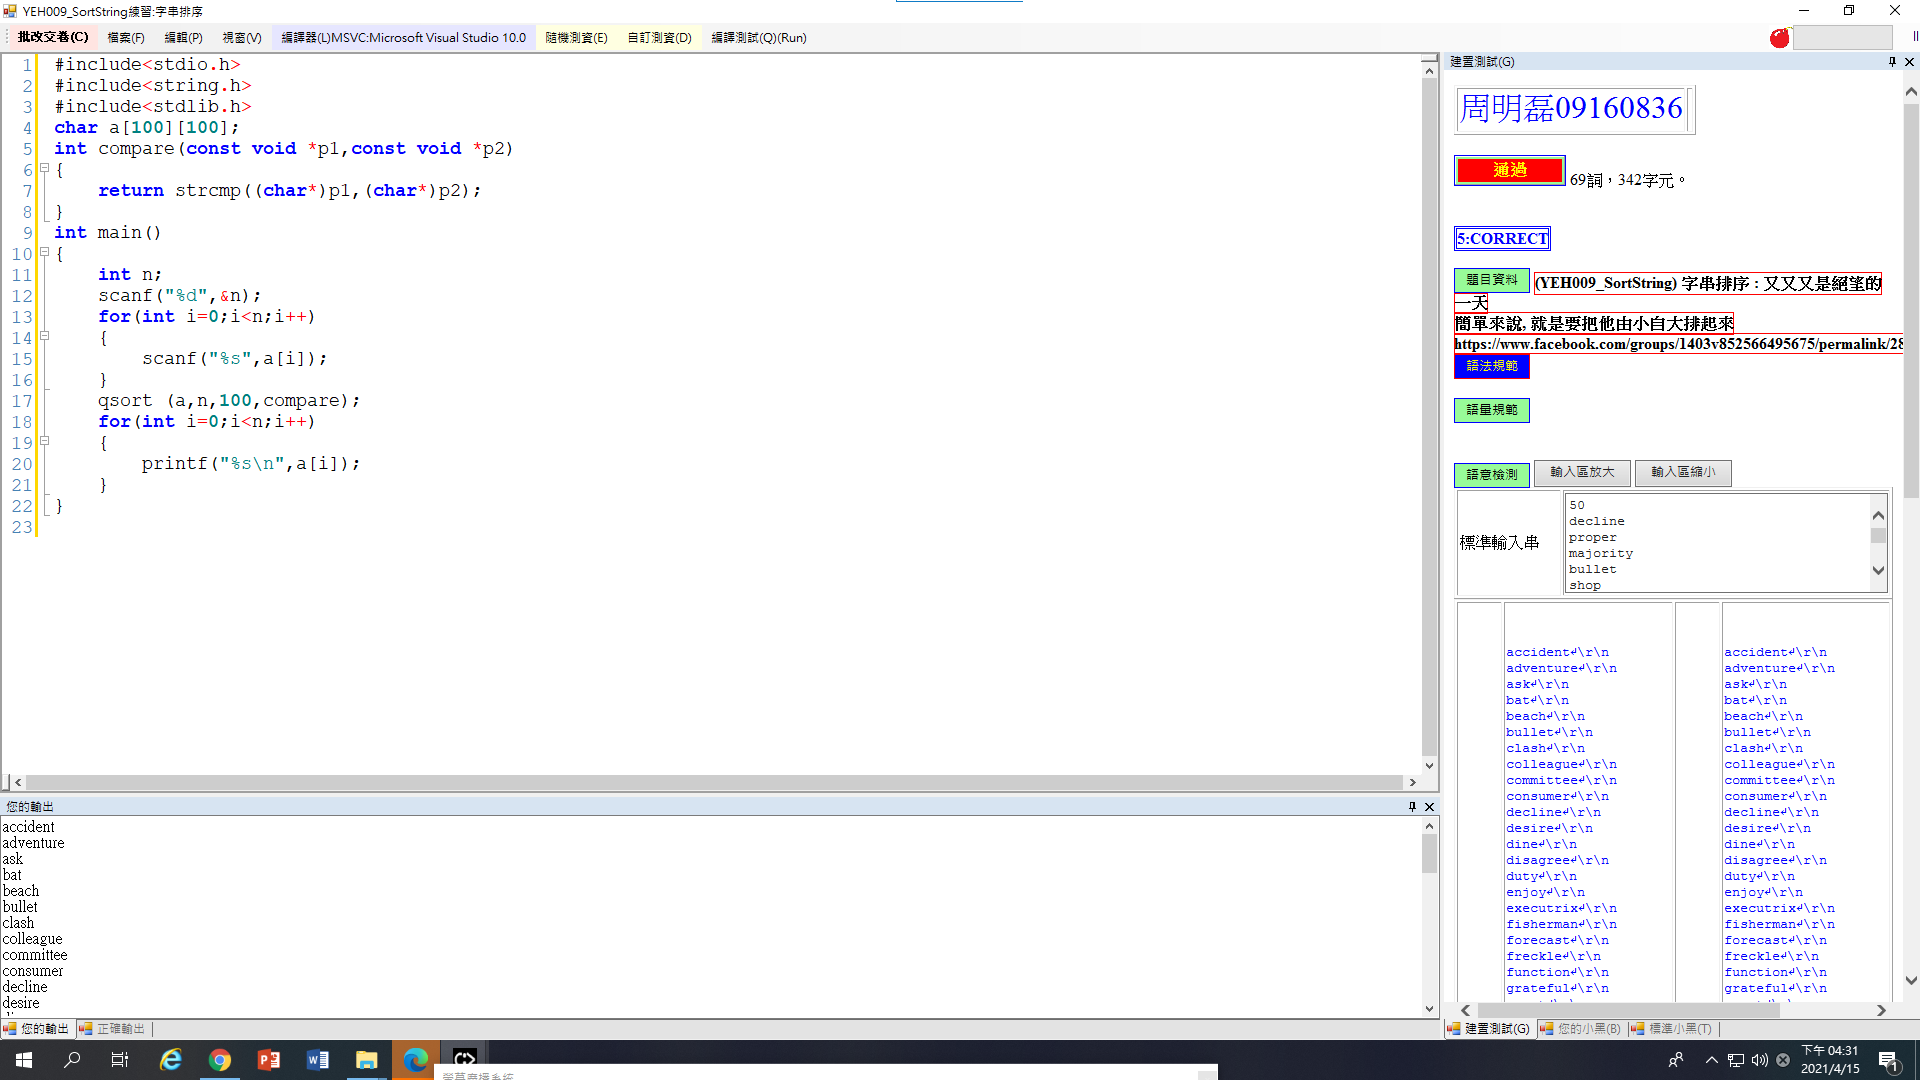 YEH009_SortString練習:字串排序
批改交卷(C) 檔案(F) 編輯(P) 視窗(V) 編譯器(L)MSVC:Microsoft Visual Studio 10.0 隨機測資(E) 自訂測資(D) 編譯測試(Q)(Run)
1 #include<stdio.h>
2 #include<string.h>
3 #include<stdlib.h>
4 char a[100][100];
5 int compare(const void *p1,const void *p2)
6 {
7 return strcmp((char*)p1,(char*)p2);
8 }
9 int main()
10 {
11 int n;
12 scanf("%d",&n);
13 for(int i=0;i<n;i++)
14 {
15 scanf("%s",a[i]);
16 }
17 qsort (a,n,100,compare);
18 for(int i=0;i<n;i++)
19 {
20 printf("%s\n",a[i]);
21 }
22 }
23
您的輸出
accident
adventure
ask
bat
beach
bullet
clash
colleague
committee
consumer
decline
desire
您的輸出 正確輸出
建置測試(G)
周明磊09160836
通過 69詞，342字元。
5:CORRECT
題目資料 (YEH009_SortString) 字串排序：又又又是絕望的
一天
簡單來說, 就是要把他由小自大排起來
https://www.facebook.com/groups/1403v852566495675/permalink/28
語法規範
語量規範
語意檢測 輸入區放大 輸入區縮小
標準輸入串
50
decline
proper
majority
bullet
shop
accident↲\r\n accident↲\r\n
adventure↲\r\n adventure↲\r\n
ask↲\r\n ask↲\r\n
bat↲\r\n bat↲\r\n
beach↲\r\n beach↲\r\n
bullet↲\r\n bullet↲\r\n
clash↲\r\n clash↲\r\n
colleague↲\r\n colleague↲\r\n
committee↲\r\n committee↲\r\n
consumer↲\r\n consumer↲\r\n
decline↲\r\n decline↲\r\n
desire↲\r\n desire↲\r\n
dine↲\r\n dine↲\r\n
disagree↲\r\n disagree↲\r\n
duty↲\r\n duty↲\r\n
enjoy↲\r\n enjoy↲\r\n
executrix↲\r\n executrix↲\r\n
fisherman↲\r\n fisherman↲\r\n
forecast↲\r\n forecast↲\r\n
freckle↲\r\n freckle↲\r\n
function↲\r\n function↲\r\n
grateful↲\r\n grateful↲\r\n
建置測試(G) 您的小黑(B) 標準小黑(T)
下午 04:31
2021/4/15
1